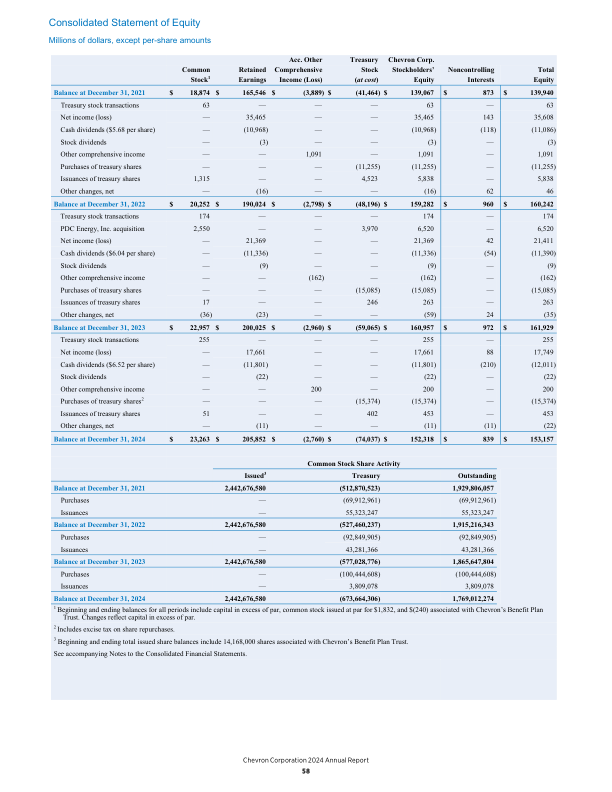 Consolidated Statement of Equity
Millions of dollars, except per-share amounts
Acc. Other Treasury Chevron Corp.
Common Retained Comprehensive Stock Stockholders’ Noncontrolling Total
Stock¹ Earnings Income (Loss) (at cost) Equity Interests Equity
Balance at December 31, 2021 $ 18,874 $ 165,546 $ (3,889) $ (41,464) $ 139,067 $ 873 $ 139,940
Treasury stock transactions 63 — — — 63 — 63
Net income (loss) — 35,465 — — 35,465 143 35,608
Cash dividends ($5.68 per share) — (10,968) — — (10,968) (118) (11,086)
Stock dividends — (3) — — (3) — (3)
Other comprehensive income — — 1,091 — 1,091 — 1,091
Purchases of treasury shares — — — (11,255) (11,255) — (11,255)
Issuances of treasury shares 1,315 — — 4,523 5,838 — 5,838
Other changes, net — (16) — — (16) 62 46
Balance at December 31, 2022 $ 20,252 $ 190,024 $ (2,798) $ (48,196) $ 159,282 $ 960 $ 160,242
Treasury stock transactions 174 — — — 174 — 174
PDC Energy, Inc. acquisition 2,550 — — 3,970 6,520 — 6,520
Net income (loss) — 21,369 — — 21,369 42 21,411
Cash dividends ($6.04 per share) — (11,336) — — (11,336) (54) (11,390)
Stock dividends — (9) — — (9) — (9)
Other comprehensive income — — (162) — (162) — (162)
Purchases of treasury shares — — — (15,085) (15,085) — (15,085)
Issuances of treasury shares 17 — — 246 263 — 263
Other changes, net (36) (23) — — (59) 24 (35)
Balance at December 31, 2023 $ 22,957 $ 200,025 $ (2,960) $ (59,065) $ 160,957 $ 972 $ 161,929
Treasury stock transactions 255 — — — 255 — 255
Net income (loss) — 17,661 — — 17,661 88 17,749
Cash dividends ($6.52 per share) — (11,801) — — (11,801) (210) (12,011)
Stock dividends — (22) — — (22) — (22)
Other comprehensive income — — 200 — 200 — 200
Purchases of treasury shares² — — — (15,374) (15,374) — (15,374)
Issuances of treasury shares 51 — — 402 453 — 453
Other changes, net — (11) — — (11) (11) (22)
Balance at December 31, 2024 $ 23,263 $ 205,852 $ (2,760) $ (74,037) $ 152,318 $ 839 $ 153,157
Common Stock Share Activity
Issued³ Treasury Outstanding
Balance at December 31, 2021 2,442,676,580 (512,870,523) 1,929,806,057
Purchases — (69,912,961) (69,912,961)
Issuances — 55,323,247 55,323,247
Balance at December 31, 2022 2,442,676,580 (527,460,237) 1,915,216,343
Purchases — (92,849,905) (92,849,905)
Issuances — 43,281,366 43,281,366
Balance at December 31, 2023 2,442,676,580 (577,028,776) 1,865,647,804
Purchases — (100,444,608) (100,444,608)
Issuances — 3,809,078 3,809,078
Balance at December 31, 2024 2,442,676,580 (673,664,306) 1,769,012,274
¹ Beginning and ending balances for all periods include capital in excess of par, common stock issued at par for $1,832, and $(240) associated with Chevron’s Benefit Plan
Trust. Changes reflect capital in excess of par.
² Includes excise tax on share repurchases.
³ Beginning and ending total issued share balances include 14,168,000 shares associated with Chevron’s Benefit Plan Trust.
See accompanying Notes to the Consolidated Financial Statements.
Chevron Corporation 2024 Annual Report
58